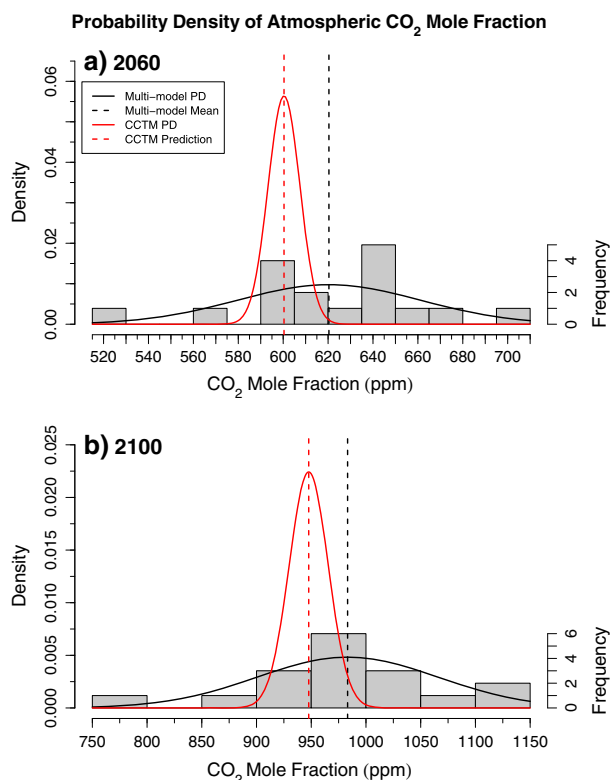 Probability Density of Atmospheric CO2 Mole Fraction
a) 2060
Multi−model PD
Multi−model Mean
CCTM PD
CCTM Prediction
Density
0.00 0.02 0.04 0.06
Frequency
0 2 4
520 540 560 580 600 620 640 660 680 700
CO2 Mole Fraction (ppm)
b) 2100
Density
0.000 0.005 0.010 0.015 0.020 0.025
Frequency
0 2 4 6
750 800 850 900 950 1000 1050 1100 1150
CO2 Mole Fraction (ppm)